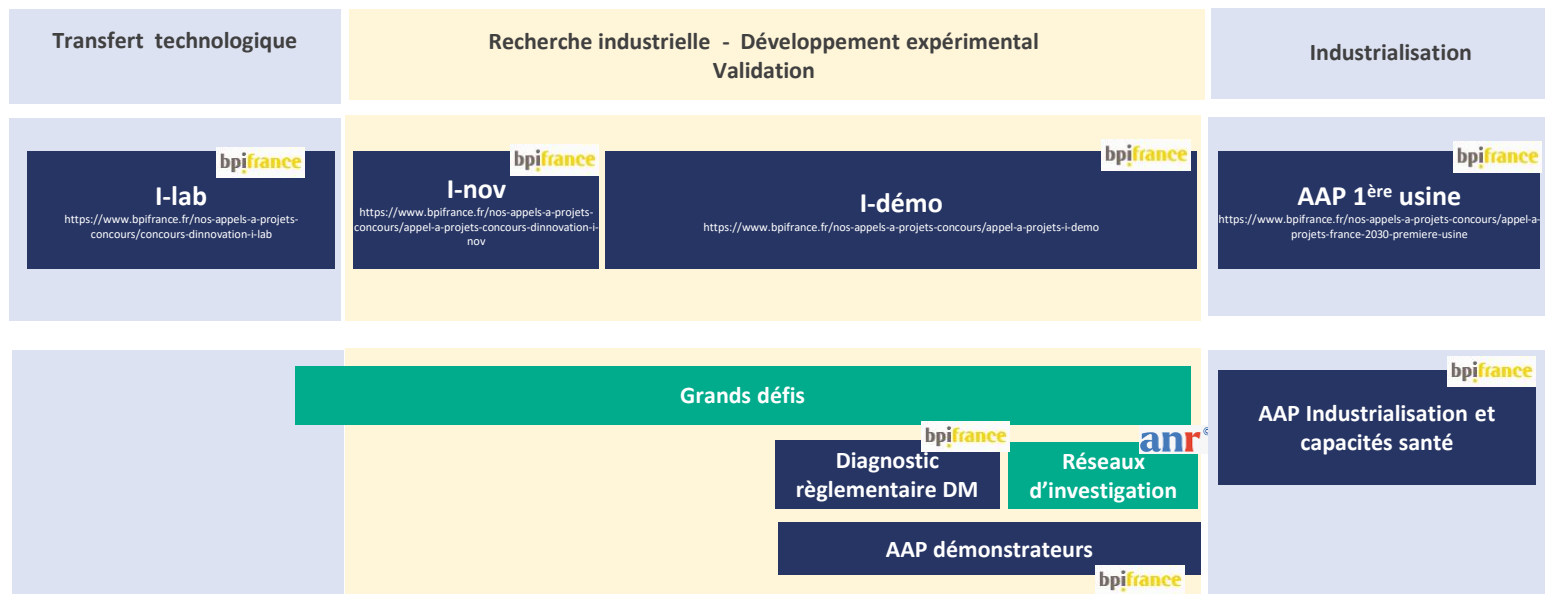 Transfert technologique
Recherche industrielle - Développement expérimental
Validation
Industrialisation
bpifrance
I-lab
https://www.bpifrance.fr/nos-appels-a-projets-
concours/concours-dinnovation-i-lab
bpifrance
I-nov
https://www.bpifrance.fr/nos-appels-a-projets-
concours/appel-a-projets-concours-dinnovation-i-
nov
bpifrance
I-démo
https://www.bpifrance.fr/nos-appels-a-projets-concours/appel-a-projets-i-demo
bpifrance
AAP 1ère usine
https://www.bpifrance.fr/nos-appels-a-projets-concours/appel-a-
projets-france-2030-premiere-usine
Grands défis
bpifrance
Diagnostic
règlementaire DM
anr©
Réseaux
d'investigation
AAP démonstrateurs
bpifrance
bpifrance
AAP Industrialisation et
capacités santé